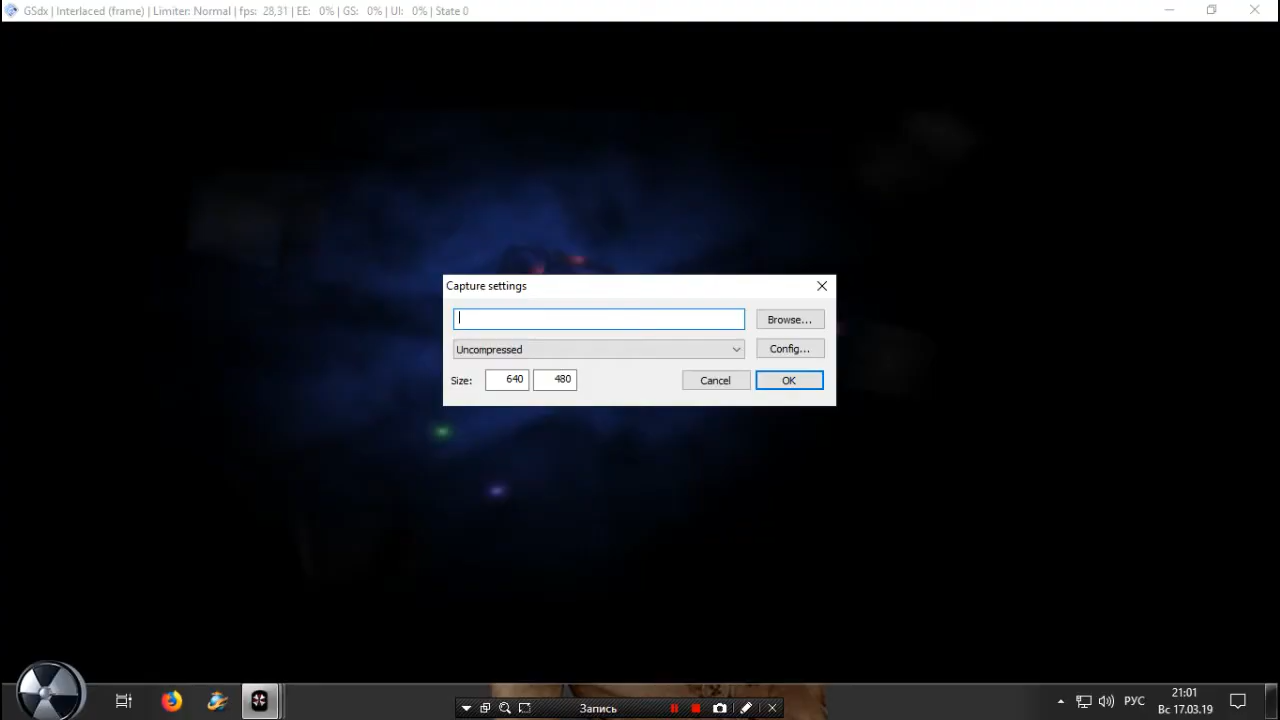 GSdx | Interlaced (frame) | Limiter: Normal | fps: 28,31 | EE: 0% | GS: 0% | UI: 0% | State 0
Capture settings
Browse...
Uncompressed
Config...
Size: 640 480
Cancel
OK
Запись
РУС
21:01
Вс 17.03.19